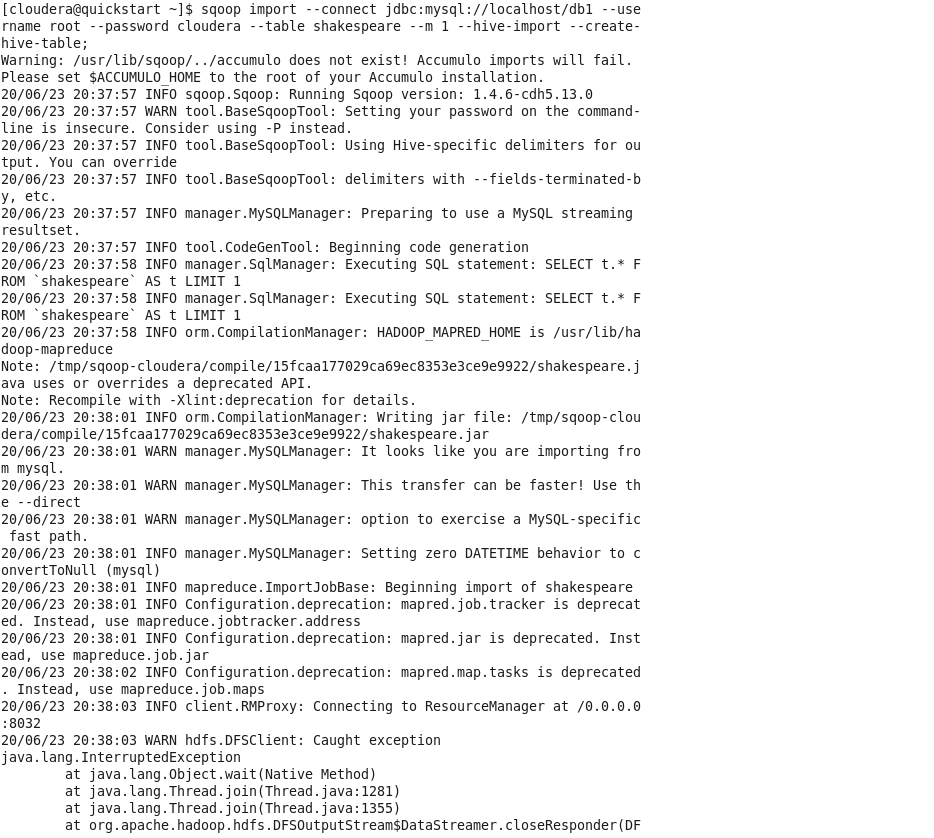 [cloudera@quickstart ~]$ sqoop import --connect jdbc:mysql://localhost/db1 --use
rname root --password cloudera --table shakespeare --m 1 --hive-import --create-
hive-table;
Warning: /usr/lib/sqoop/../accumulo does not exist! Accumulo imports will fail.
Please set $ACCUMULO_HOME to the root of your Accumulo installation.
20/06/23 20:37:57 INFO sqoop.Sqoop: Running Sqoop version: 1.4.6-cdh5.13.0
20/06/23 20:37:57 WARN tool.BaseSqoopTool: Setting your password on the command-
line is insecure. Consider using -P instead.
20/06/23 20:37:57 INFO tool.BaseSqoopTool: Using Hive-specific delimiters for ou
tput. You can override
20/06/23 20:37:57 INFO tool.BaseSqoopTool: delimiters with --fields-terminated-b
y, etc.
20/06/23 20:37:57 INFO manager.MySQLManager: Preparing to use a MySQL streaming
resultset.
20/06/23 20:37:57 INFO tool.CodeGenTool: Beginning code generation
20/06/23 20:37:58 INFO manager.SqlManager: Executing SQL statement: SELECT t.* F
ROM `shakespeare` AS t LIMIT 1
20/06/23 20:37:58 INFO manager.SqlManager: Executing SQL statement: SELECT t.* F
ROM `shakespeare` AS t LIMIT 1
20/06/23 20:37:58 INFO orm.CompilationManager: HADOOP_MAPRED_HOME is /usr/lib/ha
doop-mapreduce
Note: /tmp/sqoop-cloudera/compile/15fcaa177029ca69ec8353e3ce9e9922/shakespeare.j
ava uses or overrides a deprecated API.
Note: Recompile with -Xlint:deprecation for details.
20/06/23 20:38:01 INFO orm.CompilationManager: Writing jar file: /tmp/sqoop-clou
dera/compile/15fcaa177029ca69ec8353e3ce9e9922/shakespeare.jar
20/06/23 20:38:01 WARN manager.MySQLManager: It looks like you are importing fro
m mysql.
20/06/23 20:38:01 WARN manager.MySQLManager: This transfer can be faster! Use th
e --direct
20/06/23 20:38:01 WARN manager.MySQLManager: option to exercise a MySQL-specific
 fast path.
20/06/23 20:38:01 INFO manager.MySQLManager: Setting zero DATETIME behavior to c
onvertToNull (mysql)
20/06/23 20:38:01 INFO mapreduce.ImportJobBase: Beginning import of shakespeare
20/06/23 20:38:01 INFO Configuration.deprecation: mapred.job.tracker is deprecat
ed. Instead, use mapreduce.jobtracker.address
20/06/23 20:38:01 INFO Configuration.deprecation: mapred.jar is deprecated. Inst
ead, use mapreduce.job.jar
20/06/23 20:38:02 INFO Configuration.deprecation: mapred.map.tasks is deprecated
. Instead, use mapreduce.job.maps
20/06/23 20:38:03 INFO client.RMProxy: Connecting to ResourceManager at /0.0.0.0
:8032
20/06/23 20:38:03 WARN hdfs.DFSClient: Caught exception
java.lang.InterruptedException
        at java.lang.Object.wait(Native Method)
        at java.lang.Thread.join(Thread.java:1281)
        at java.lang.Thread.join(Thread.java:1355)
        at org.apache.hadoop.hdfs.DFSOutputStream$DataStreamer.closeResponder(DF